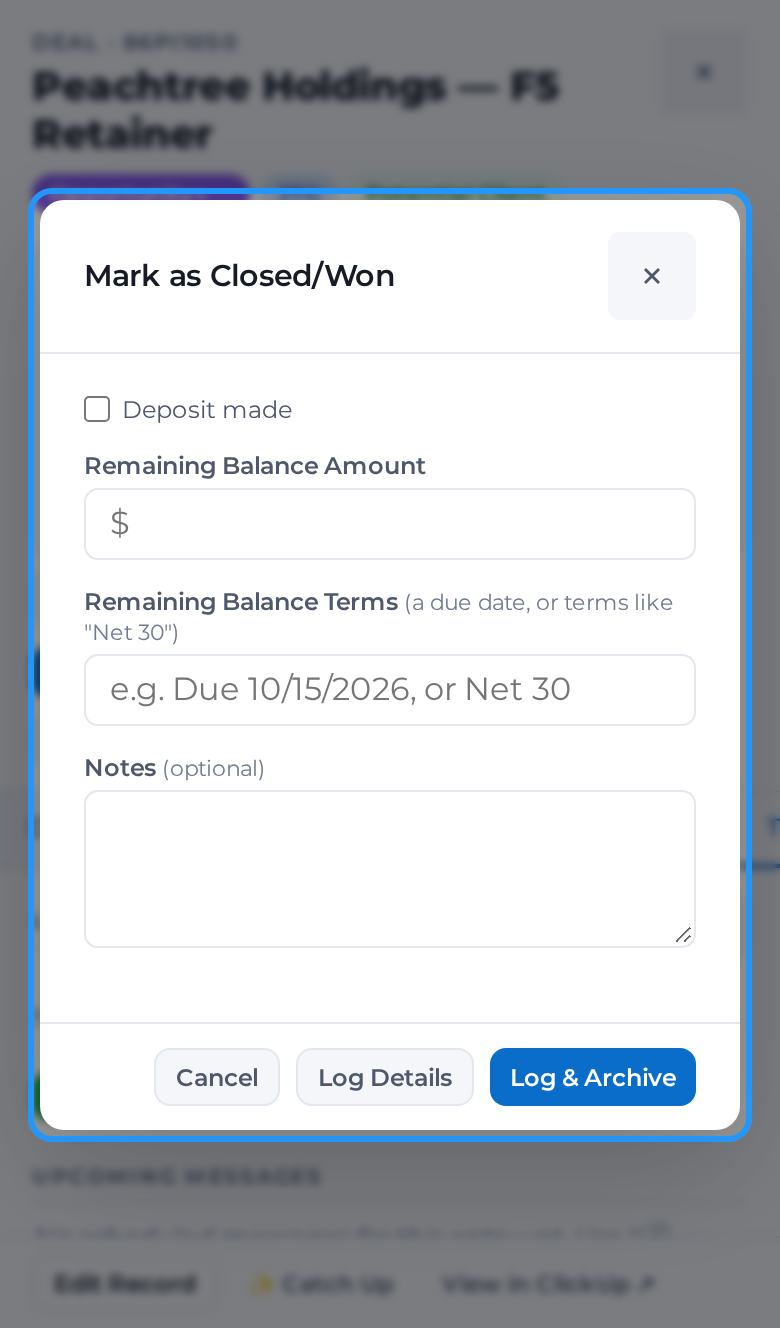 Peachtree Holdings — F5
Retainer
Mark as Closed/Won
×
Deposit made
Remaining Balance Amount
$
Remaining Balance Terms (a due date, or terms like
"Net 30")
e.g. Due 10/15/2026, or Net 30
Notes (optional)
Cancel
Log Details
Log & Archive
UPCOMING MESSAGES
Edit Record
✨ Catch Up
View in ClickUp ↗